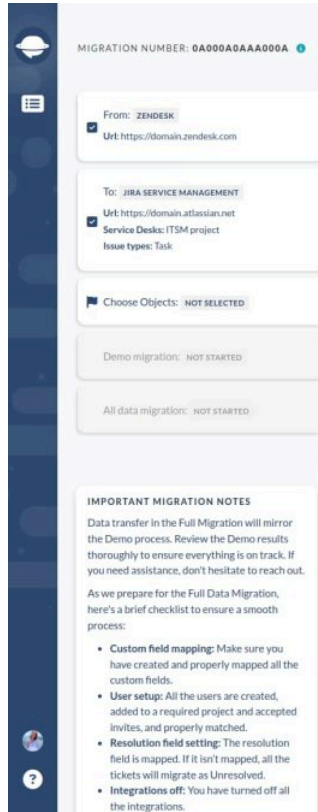 MIGRATION NUMBER: 0A000A0AAA000A
From: ZENDESK
Url: https://domain.zendesk.com
To: JIRA SERVICE MANAGEMENT
Url: https://domain.atlassian.net
Service Desks: ITSM project
Issue types: Task
Choose Objects: NOT SELECTED
Demo migration: NOT STARTED
All data migration: NOT STARTED
IMPORTANT MIGRATION NOTES
Data transfer in the Full Migration will mirror
the Demo process. Review the Demo results
thoroughly to ensure everything is on track. If
you need assistance, don't hesitate to reach out.
As we prepare for the Full Data Migration,
here's a brief checklist to ensure a smooth
process:
• Custom field mapping: Make sure you
have created and properly mapped all the
custom fields.
• User setup: All the users are created,
added to a required project and accepted
invites, and properly matched.
• Resolution field setting: The resolution
field is mapped. If it isn't mapped, all the
tickets will migrate as Unresolved.
• Integrations off: You have turned off all
the integrations.